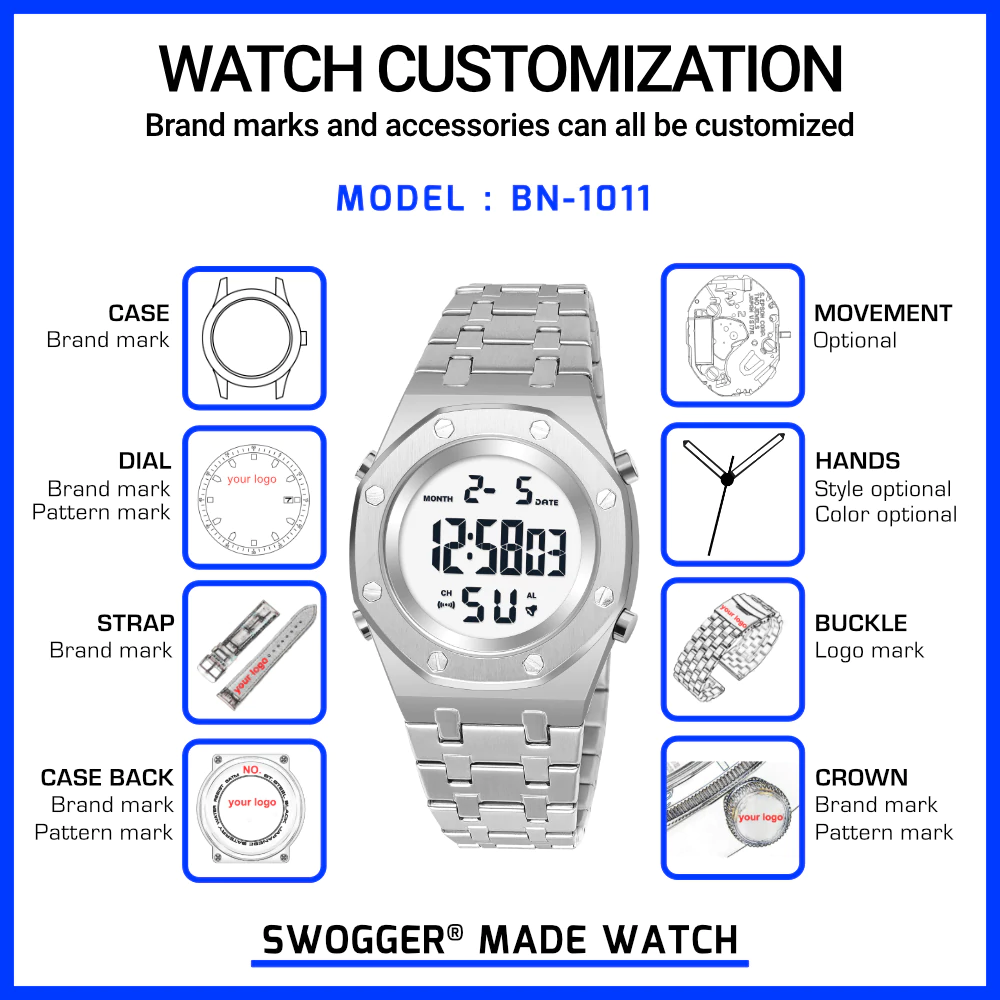 WATCH CUSTOMIZATION
Brand marks and accessories can all be customized
MODEL : BN-1011
CASE
Brand mark
DIAL
Brand mark
Pattern mark
your logo
7
STRAP
Brand mark
your logo
CASE BACK
Brand mark
Pattern mark
NO.
your logo
MONTH 2- 5 DATE
12:58 03
CH SU AL
MOVEMENT
Optional
HANDS
Style optional
Color optional
BUCKLE
Logo mark
your logo
CROWN
Brand mark
Pattern mark
your logo
SWOGGER® MADE WATCH